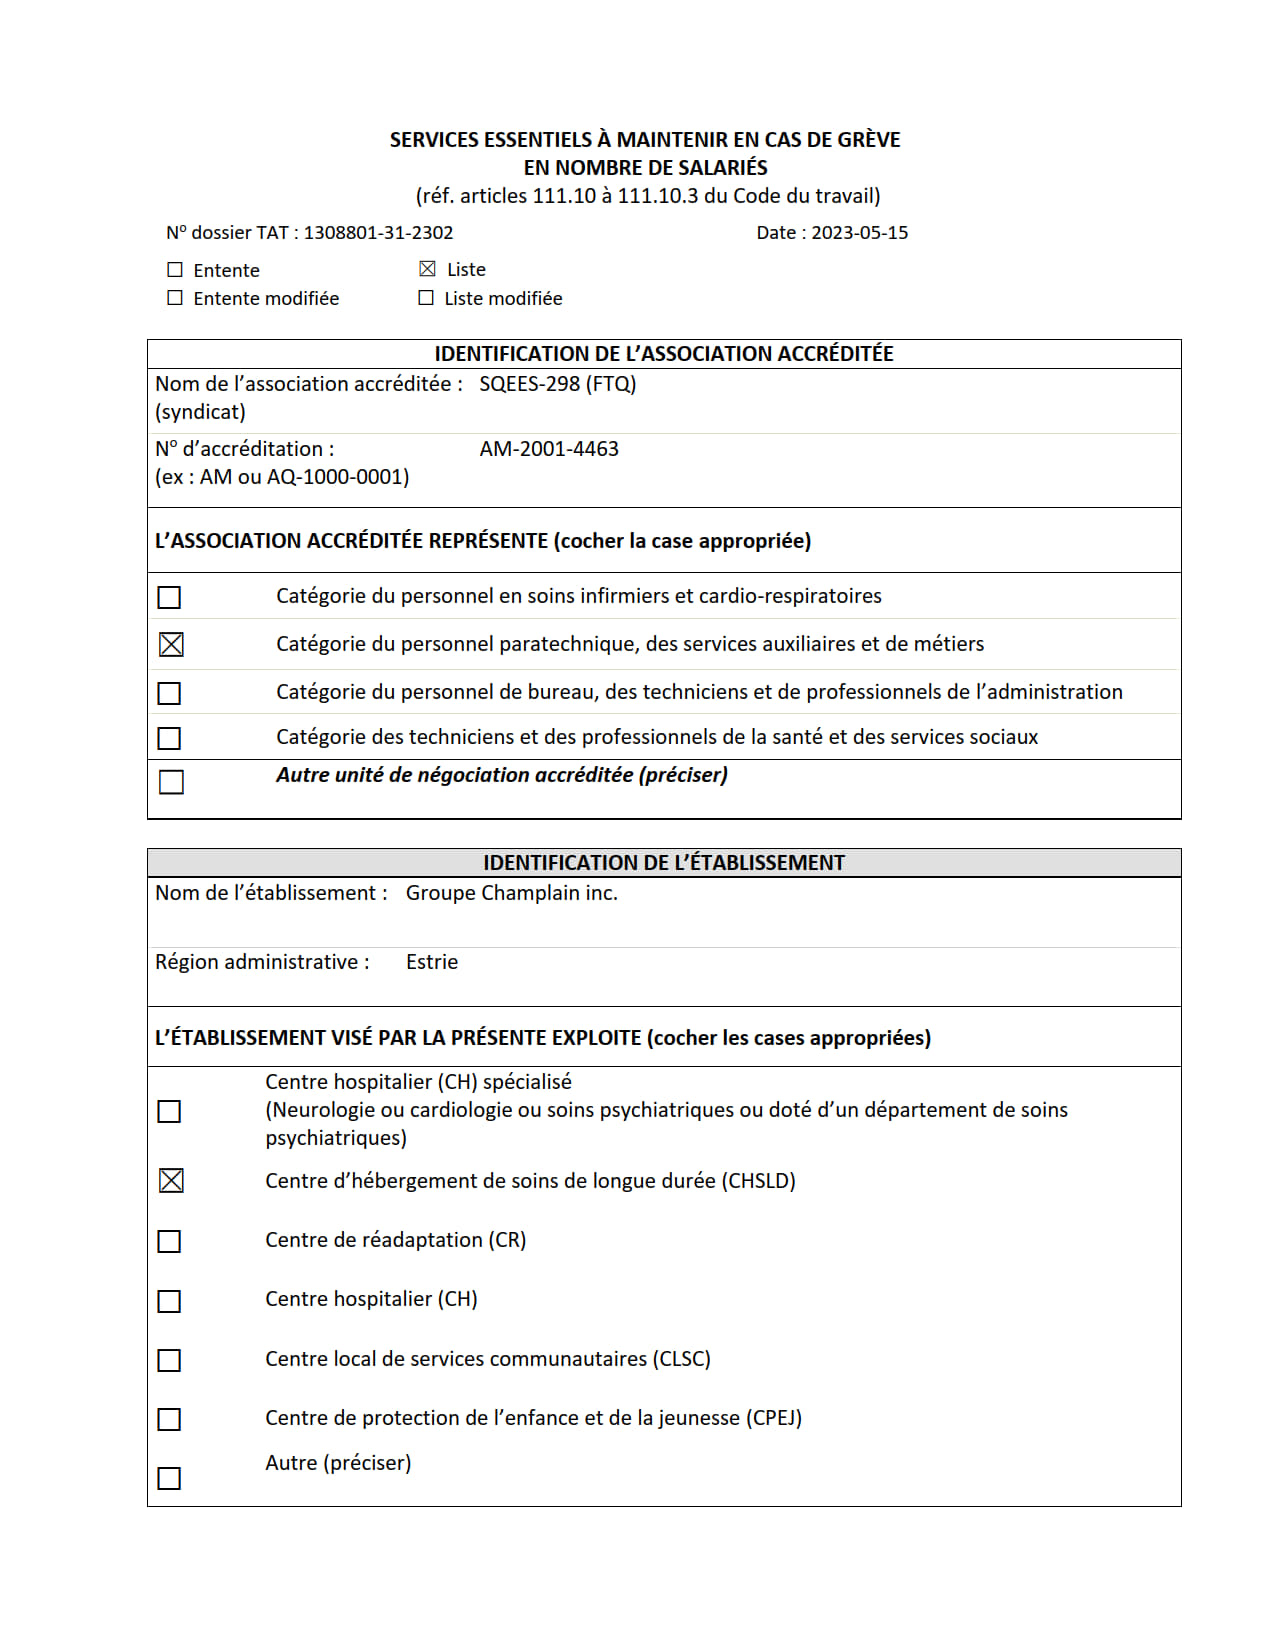 SERVICES ESSENTIELS À MAINTENIR EN CAS DE GRÈVE
EN NOMBRE DE SALARIÉS
(réf. articles 111.10 à 111.10.3 du Code du travail)
Nº dossier TAT : 1308801-31-2302 Date : 2023-05-15
☐ Entente ☒ Liste
☐ Entente modifiée ☐ Liste modifiée
IDENTIFICATION DE L’ASSOCIATION ACCRÉDITÉE
Nom de l’association accréditée : SQEES-298 (FTQ)
(syndicat)
Nº d’accréditation : AM-2001-4463
(ex : AM ou AQ-1000-0001)
L’ASSOCIATION ACCRÉDITÉE REPRÉSENTE (cocher la case appropriée)
☐ Catégorie du personnel en soins infirmiers et cardio-respiratoires
☒ Catégorie du personnel paratechnique, des services auxiliaires et de métiers
☐ Catégorie du personnel de bureau, des techniciens et de professionnels de l’administration
☐ Catégorie des techniciens et des professionnels de la santé et des services sociaux
☐ Autre unité de négociation accréditée (préciser)
IDENTIFICATION DE L’ÉTABLISSEMENT
Nom de l’établissement : Groupe Champlain inc.
Région administrative : Estrie
L’ÉTABLISSEMENT VISÉ PAR LA PRÉSENTE EXPLOITE (cocher les cases appropriées)
Centre hospitalier (CH) spécialisé
☐ (Neurologie ou cardiologie ou soins psychiatriques ou doté d’un département de soins
psychiatriques)
☒ Centre d’hébergement de soins de longue durée (CHSLD)
☐ Centre de réadaptation (CR)
☐ Centre hospitalier (CH)
☐ Centre local de services communautaires (CLSC)
☐ Centre de protection de l’enfance et de la jeunesse (CPEJ)
☐ Autre (préciser)